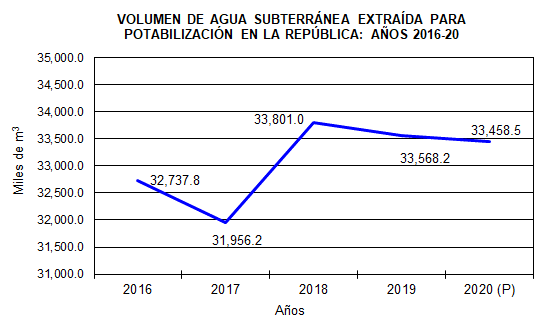 VOLUMEN DE AGUA SUBTERRÁNEA EXTRAÍDA PARA
POTABILIZACIÓN EN LA REPÚBLICA: AÑOS 2016-20
35,000.0
34,500.0
34,000.0
33,500.0
33,000.0
32,500.0
32,000.0
31,500.0
31,000.0
Miles de m³
32,737.8
31,956.2
33,801.0
33,568.2
33,458.5
2016 2017 2018 2019 2020 (P)
Años